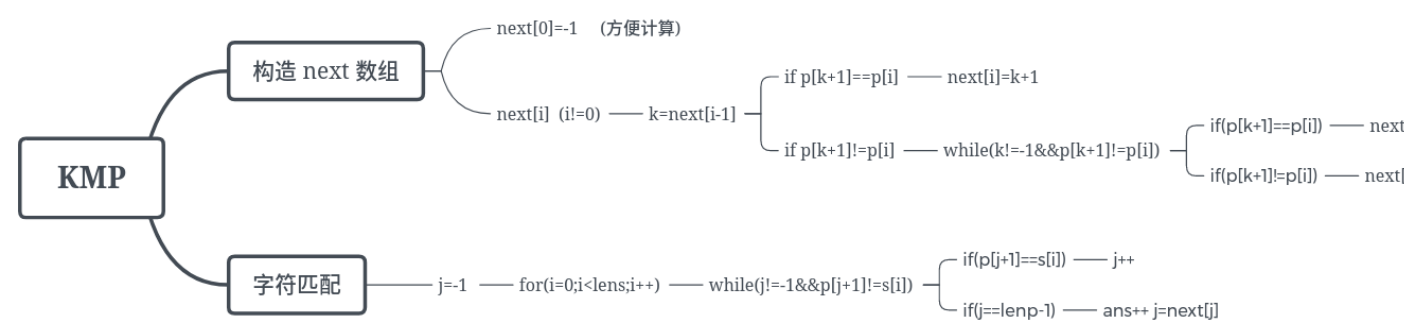 KMP
构造 next 数组
next[0]=-1 (方便计算)
next[i] (i!=0)
k=next[i-1]
if p[k+1]==p[i]
next[i]=k+1
if p[k+1]!=p[i]
while(k!=-1&&p[k+1]!=p[i])
if(p[k+1]==p[i])
next
if(p[k+1]!=p[i])
next[
字符匹配
j=-1
for(i=0;i<lens;i++)
while(j!=-1&&p[j+1]!=s[i])
if(p[j+1]==s[i])
j++
if(j==lenp-1)
ans++ j=next[j]